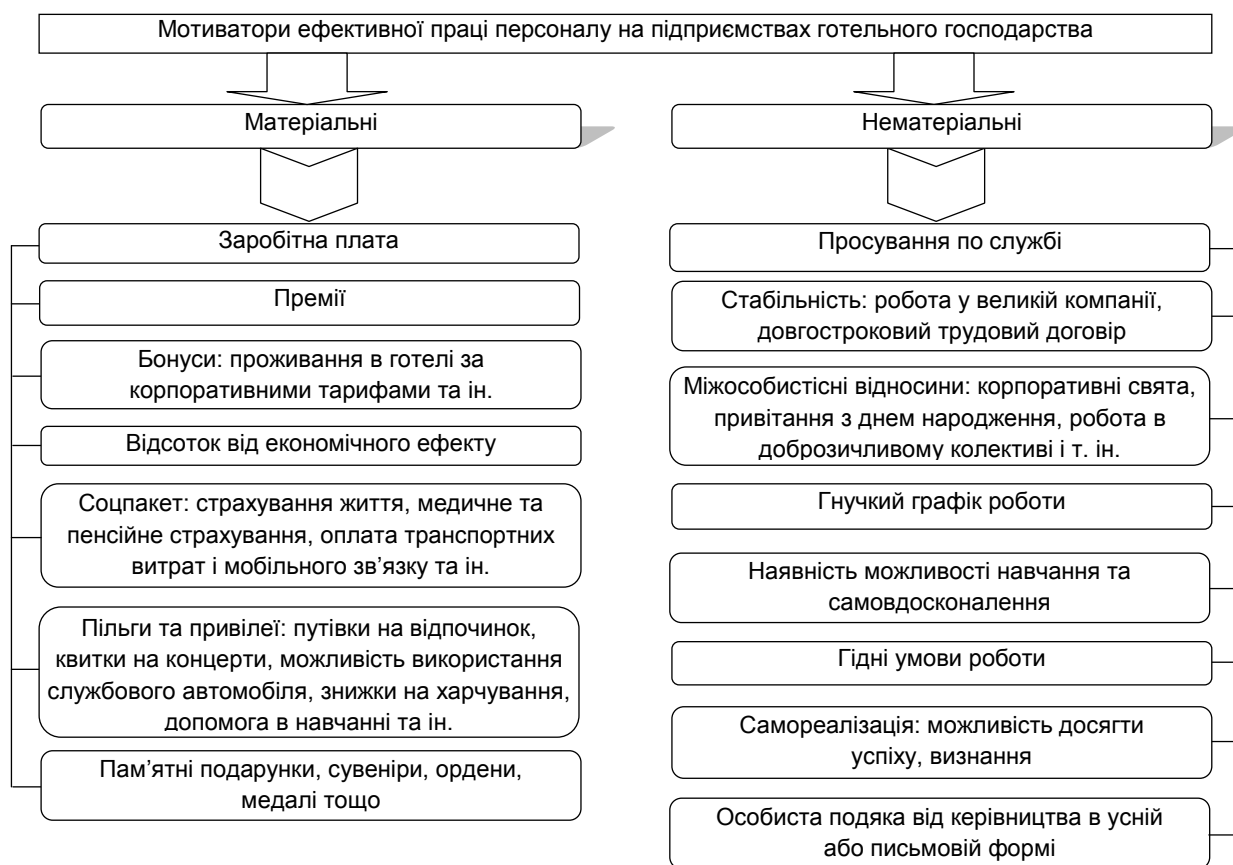 Мотиватори ефективної праці персоналу на підприємствах готельного господарства
Матеріальні
Заробітна плата
Премії
Бонуси: проживання в готелі за
корпоративними тарифами та ін.
Відсоток від економічного ефекту
Соцпакет: страхування життя, медичне та
пенсійне страхування, оплата транспортних
витрат і мобільного зв’язку та ін.
Пільги та привілеї: путівки на відпочинок,
квитки на концерти, можливість використання
службового автомобіля, знижки на харчування,
допомога в навчанні та ін.
Пам’ятні подарунки, сувеніри, ордени,
медалі тощо
Нематеріальні
Просування по службі
Стабільність: робота у великій компанії,
довгостроковий трудовий договір
Міжособистісні відносини: корпоративні свята,
привітання з днем народження, робота в
доброзичливому колективі і т. ін.
Гнучкий графік роботи
Наявність можливості навчання та
самовдосконалення
Гідні умови роботи
Самореалізація: можливість досягти
успіху, визнання
Особиста подяка від керівництва в усній
або письмовій формі